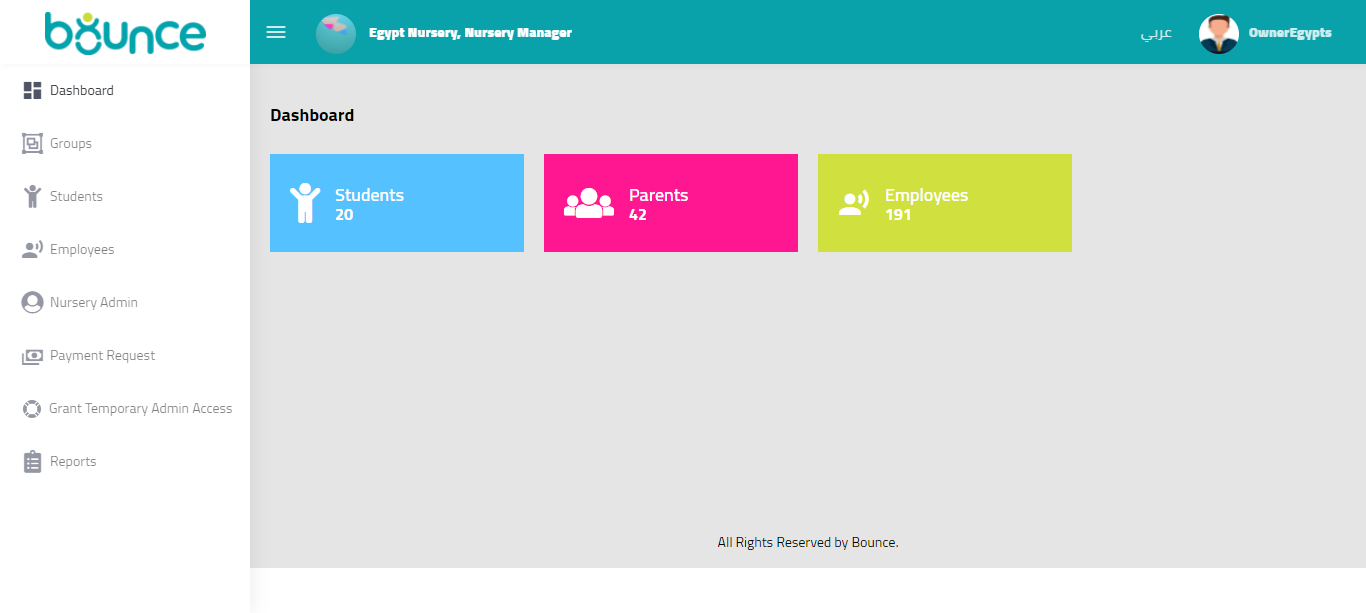 bounce
Egypt Nursery, Nursery Manager
عربي
OwnerEgypts
Dashboard
Groups
Students
Employees
Nursery Admin
Payment Request
Grant Temporary Admin Access
Reports
Dashboard
Students
20
Parents
42
Employees
191
All Rights Reserved by Bounce.